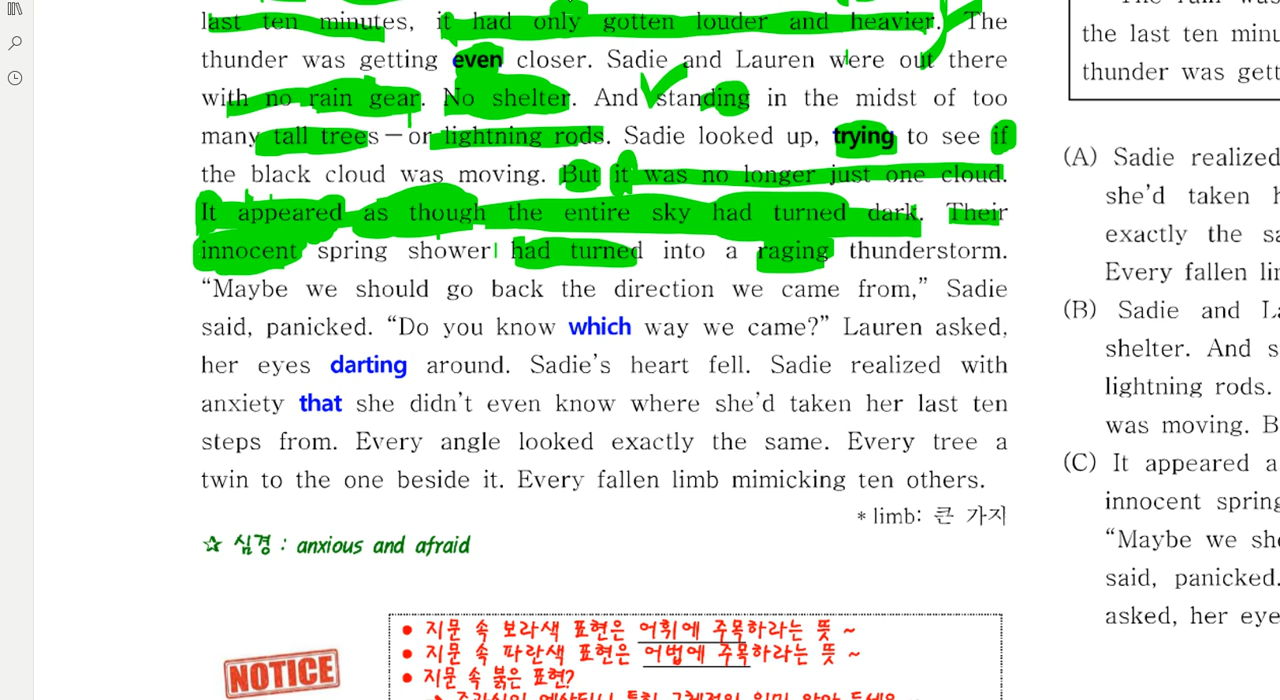 last ten minutes, it had only gotten louder and heavier. The
thunder was getting even closer. Sadie and Lauren were out there
with no rain gear. No shelter. And standing in the midst of too
many tall trees—or lightning rods. Sadie looked up, trying to see if
the black cloud was moving. But it was no longer just one cloud.
It appeared as though the entire sky had turned dark. Their
innocent spring shower had turned into a raging thunderstorm.
“Maybe we should go back the direction we came from,” Sadie
said, panicked. “Do you know which way we came?” Lauren asked,
her eyes darting around. Sadie’s heart fell. Sadie realized with
anxiety that she didn’t even know where she’d taken her last ten
steps from. Every angle looked exactly the same. Every tree a
twin to the one beside it. Every fallen limb mimicking ten others.
* limb: 큰 가지
☆ 심경 : anxious and afraid
NOTICE
• 지문 속 보라색 표현은 어휘에 주목하라는 뜻 ~
• 지문 속 파란색 표현은 어법에 주목하라는 뜻 ~
• 지문 속 붉은 표현?
the last ten minu
thunder was gett
(A) Sadie realized
she’d taken h
exactly the sa
Every fallen lin
(B) Sadie and La
shelter. And s
lightning rods.
was moving. B
(C) It appeared a
innocent spring
“Maybe we sho
said, panicked.
asked, her eye